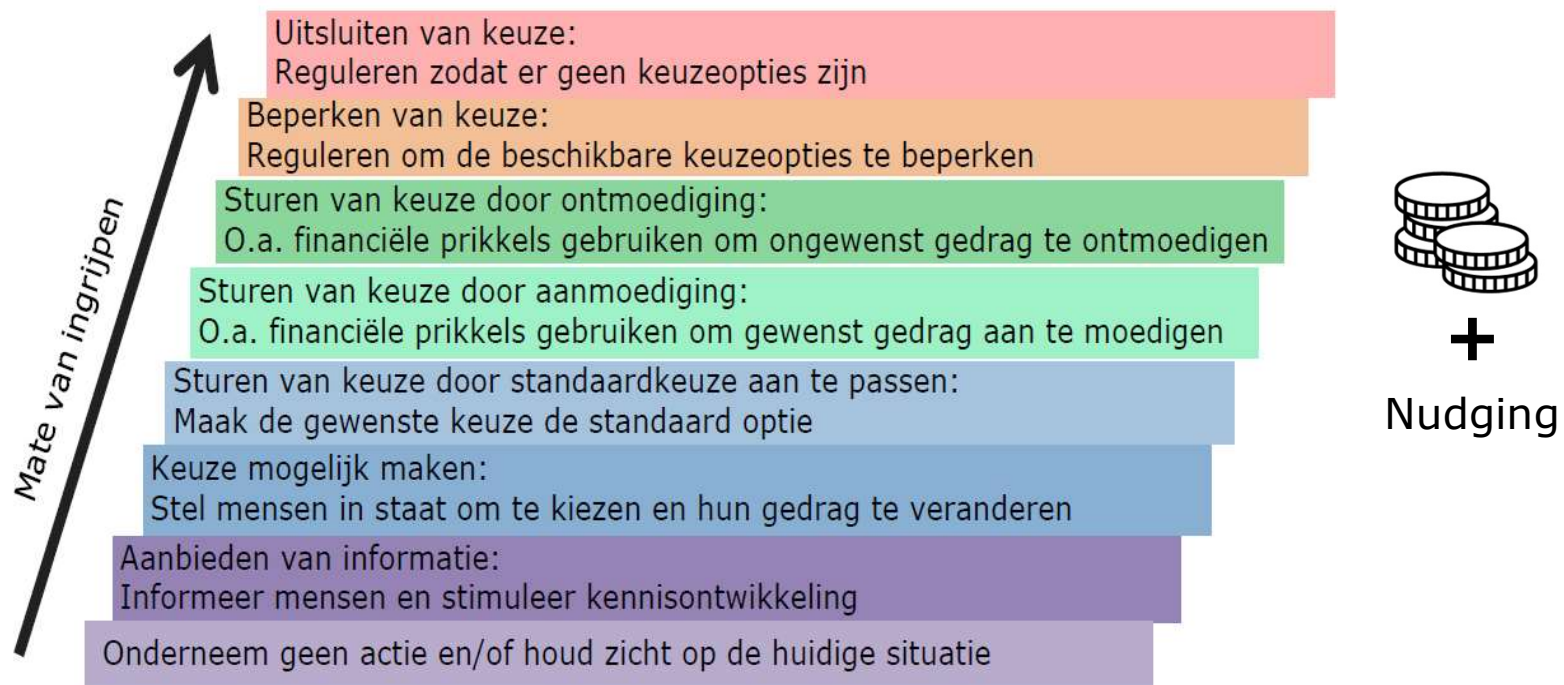 Uitsluiten van keuze:
Reguleren zodat er geen keuzeopties zijn
Beperken van keuze:
Reguleren om de beschikbare keuzeopties te beperken
Sturen van keuze door ontmoediging:
O.a. financiële prikkels gebruiken om ongewenst gedrag te ontmoedigen
Sturen van keuze door aanmoediging:
O.a. financiële prikkels gebruiken om gewenst gedrag aan te moedigen
Sturen van keuze door standaardkeuze aan te passen:
Maak de gewenste keuze de standaard optie
Keuze mogelijk maken:
Stel mensen in staat om te kiezen en hun gedrag te veranderen
Aanbieden van informatie:
Informeer mensen en stimuleer kennisontwikkeling
Onderneem geen actie en/of houd zicht op de huidige situatie
Mate van ingrijpen
+
Nudging